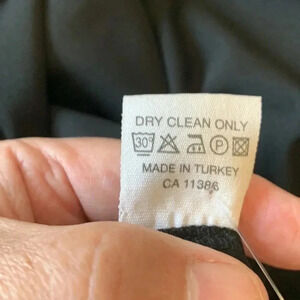 DRY CLEAN ONLY
30°
P
MADE IN TURKEY
CA 11386